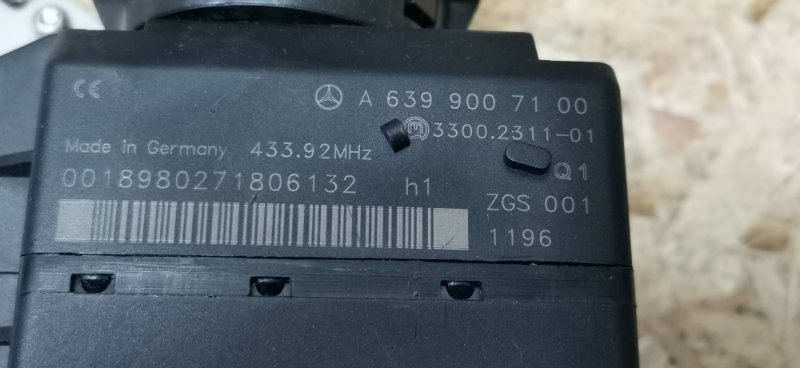 CE
A 639 900 71 00
M 3300.2311-01
Made in Germany 433.92MHz
Q1
0018980271806132 h1
ZGS 001
1196